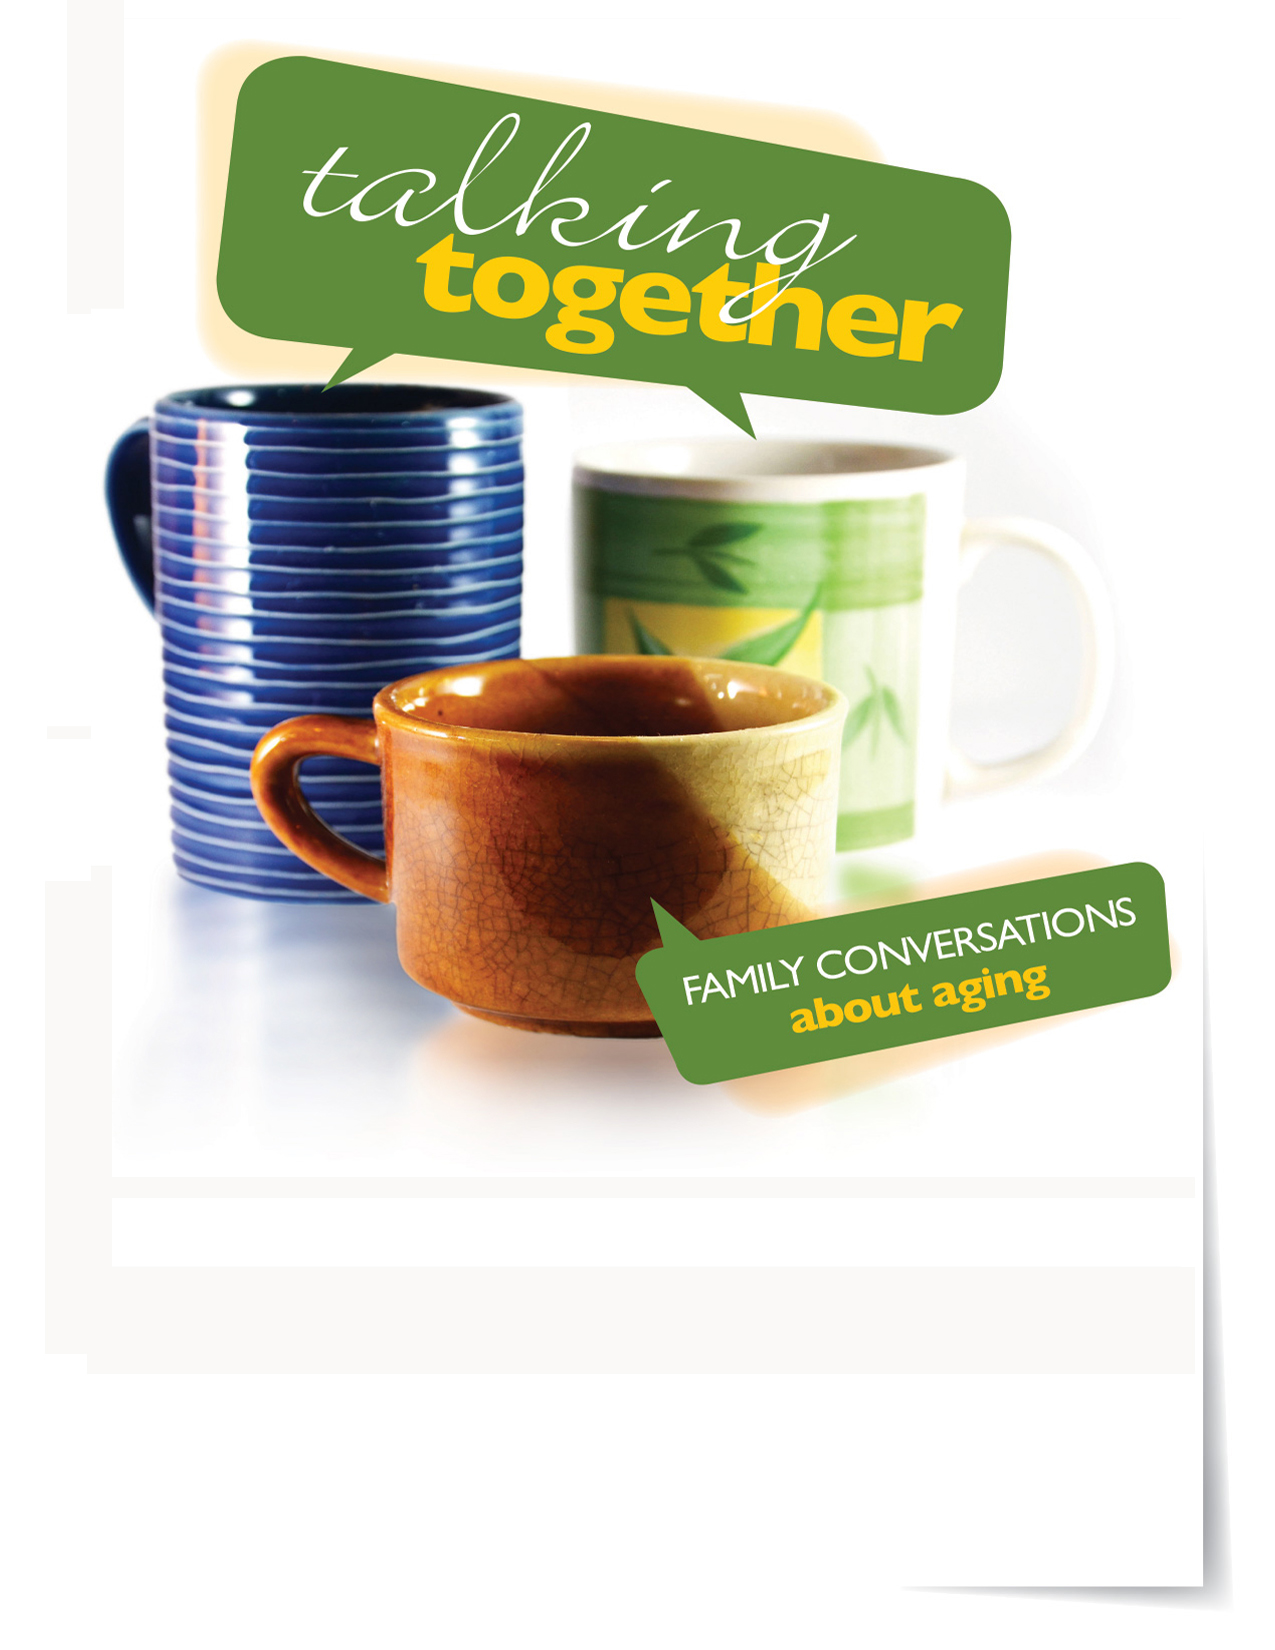 talking
together
FAMILY CONVERSATIONS
about aging